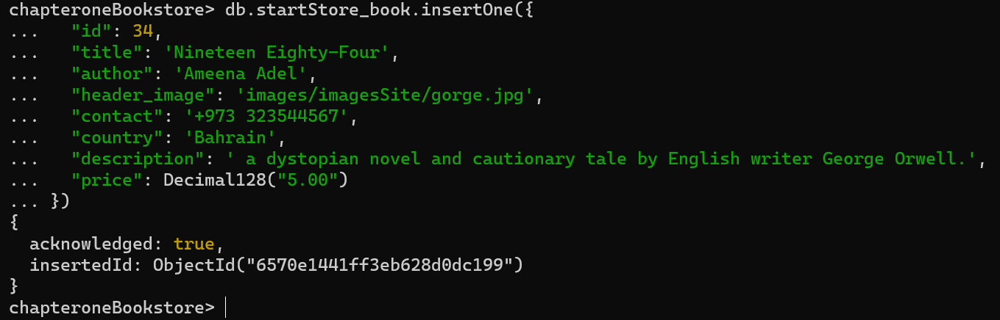 chapteroneBookstore> db.startStore_book.insertOne({
...   "id": 34,
...   "title": 'Nineteen Eighty-Four',
...   "author": 'Ameena Adel',
...   "header_image": 'images/imagesSite/gorge.jpg',
...   "contact": '+973 323544567',
...   "country": 'Bahrain',
...   "description": ' a dystopian novel and cautionary tale by English writer George Orwell.',
...   "price": Decimal128("5.00")
... })
{
  acknowledged: true,
  insertedId: ObjectId("6570e1441ff3eb628d0dc199")
}
chapteroneBookstore>